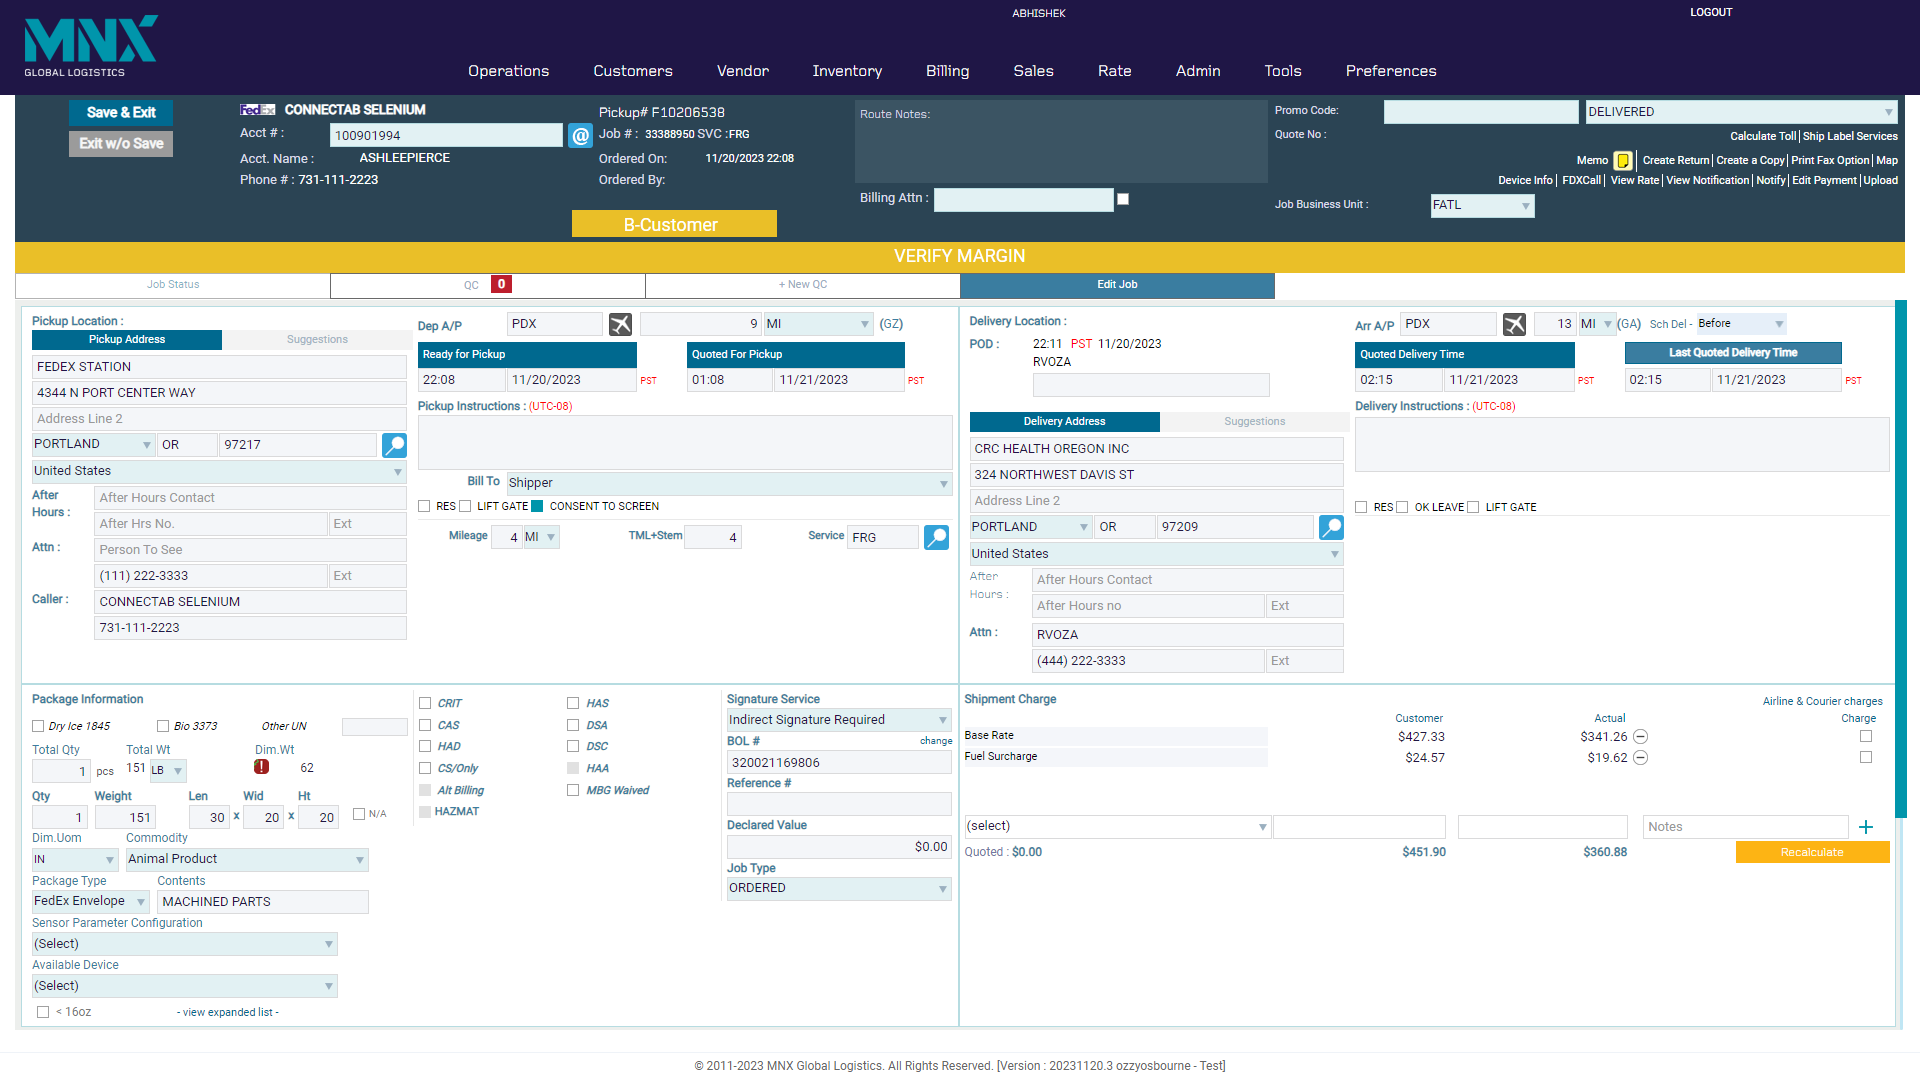 ABHISHEK
LOGOUT
MNX
GLOBAL LOGISTICS
Operations Customers Vendor Inventory Billing Sales Rate Admin Tools Preferences
Save & Exit
Exit w/o Save
FedEx CONNECTAB SELENIUM
Acct # : 100901994 @
Acct. Name : ASHLEEPIERCE
Phone # : 731-111-2223
Pickup# F10206538
Job # : 33388950 SVC :FRG
Ordered On: 11/20/2023 22:08
Ordered By:
B-Customer
Route Notes:
Billing Attn :
Promo Code: DELIVERED
Quote No :
Calculate Toll | Ship Label Services
Memo | Create Return | Create a Copy | Print Fax Option | Map
Device Info | FDXCall | View Rate | View Notification | Notify | Edit Payment | Upload
Job Business Unit : FATL
VERIFY MARGIN
Job Status QC 0 + New QC Edit Job
Pickup Location :
Pickup Address Suggestions
FEDEX STATION
4344 N PORT CENTER WAY
Address Line 2
PORTLAND OR 97217
United States
After Hours : After Hours Contact
After Hrs No. Ext
Attn : Person To See
(111) 222-3333 Ext
Caller : CONNECTAB SELENIUM
731-111-2223
Dep A/P PDX 9 MI (GZ)
Ready for Pickup Quoted For Pickup
22:08 11/20/2023 PST 01:08 11/21/2023 PST
Pickup Instructions : (UTC-08)
Bill To Shipper
RES LIFT GATE CONSENT TO SCREEN
Mileage 4 MI TML+Stem 4 Service FRG
Delivery Location :
POD : 22:11 PST 11/20/2023
RVOZA
Delivery Address Suggestions
CRC HEALTH OREGON INC
324 NORTHWEST DAVIS ST
Address Line 2
PORTLAND OR 97209
United States
After Hours : After Hours Contact
After Hours no Ext
Attn : RVOZA
(444) 222-3333 Ext
Arr A/P PDX 13 MI (GA) Sch Del - Before
Quoted Delivery Time Last Quoted Delivery Time
02:15 11/21/2023 PST 02:15 11/21/2023 PST
Delivery Instructions : (UTC-08)
RES OK LEAVE LIFT GATE
Package Information
Dry Ice 1845 Bio 3373 Other UN
Total Qty Total Wt Dim.Wt
1 pcs 151 LB ! 62
Qty Weight Len Wid Ht
1 151 30 x 20 x 20 N/A
Dim.Uom Commodity
IN Animal Product
Package Type Contents
FedEx Envelope MACHINED PARTS
Sensor Parameter Configuration
(Select)
Available Device
(Select)
< 16oz - view expanded list -
CRIT HAS
CAS DSA
HAD DSC
CS/Only HAA
Alt Billing MBG Waived
HAZMAT
Signature Service
Indirect Signature Required
BOL # change
320021169806
Reference #
Declared Value
$0.00
Job Type
ORDERED
Shipment Charge Airline & Courier charges
Customer Actual Charge
Base Rate $427.33 $341.26
Fuel Surcharge $24.57 $19.62
(select) Notes +
Quoted : $0.00 $451.90 $360.88 Recalculate
© 2011-2023 MNX Global Logistics. All Rights Reserved. [Version : 20231120.3 ozzyosbourne - Test]